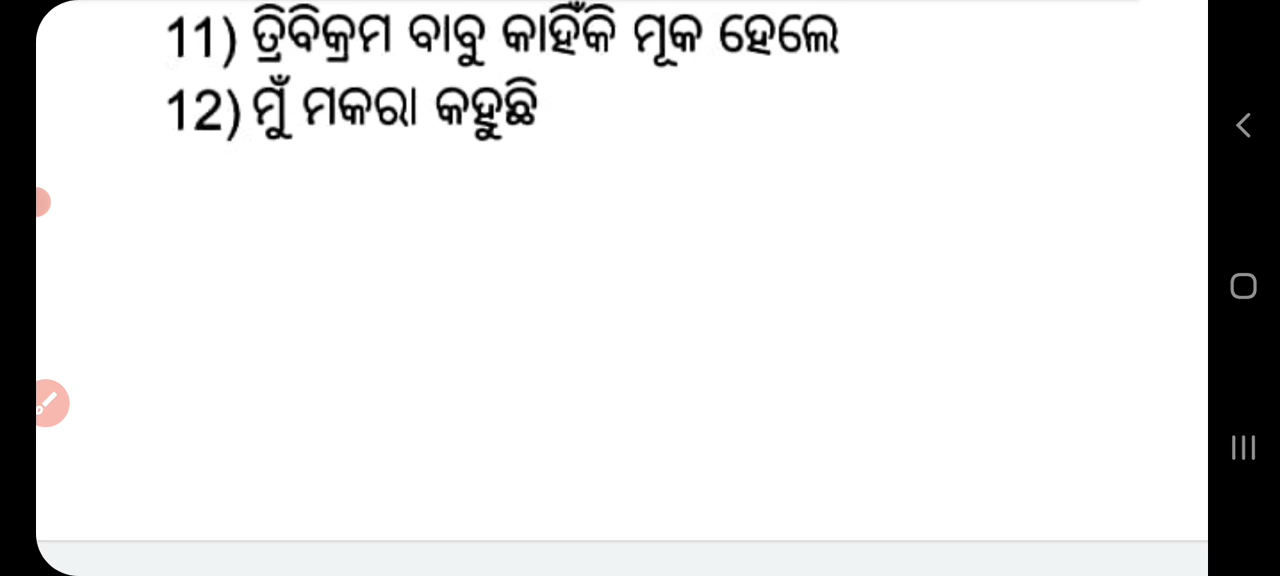 11) ତ୍ରିବିକ୍ରମ ବାବୁ କାହିଁକି ମୂକ ହେଲେ
12) ମୁଁ ମକରା କହୁଛି